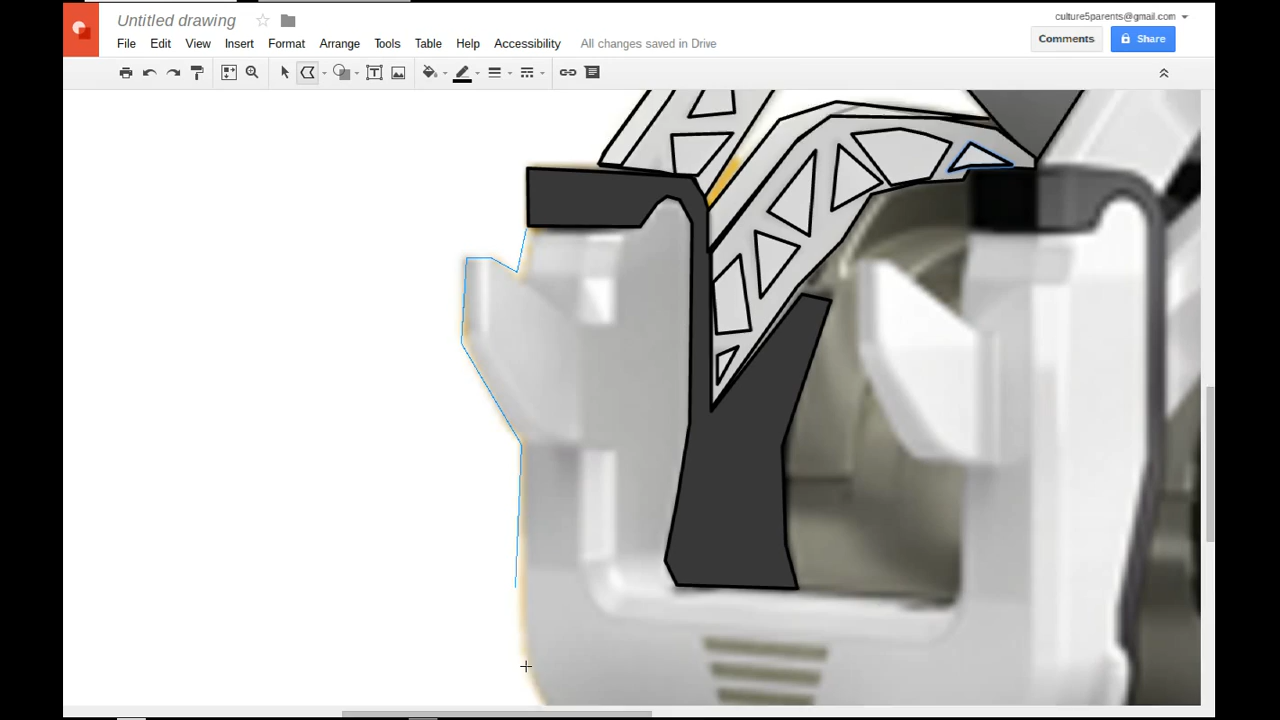 Untitled drawing
culture5parents@gmail.com
File Edit View Insert Format Arrange Tools Table Help Accessibility All changes saved in Drive
Comments
Share